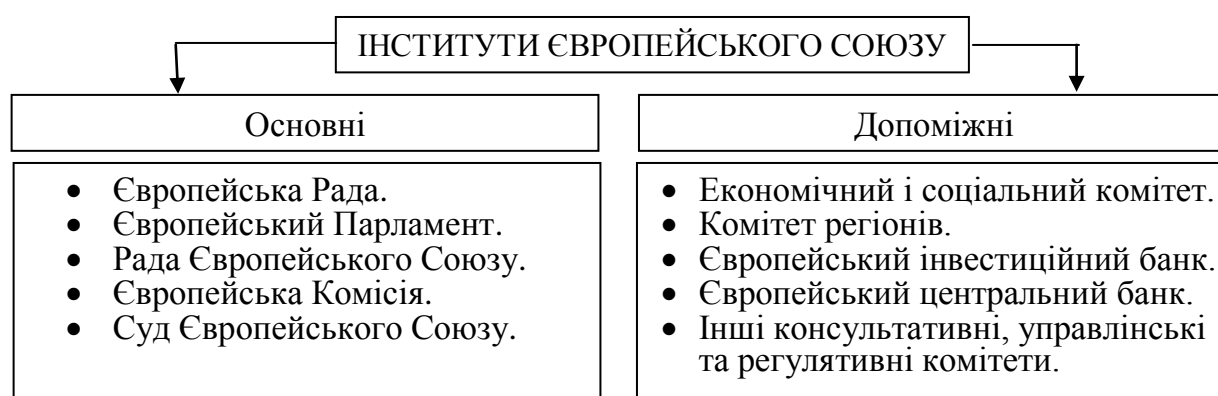 ІНСТИТУТИ ЄВРОПЕЙСЬКОГО СОЮЗУ
Основні
• Європейська Рада.
• Європейський Парламент.
• Рада Європейського Союзу.
• Європейська Комісія.
• Суд Європейського Союзу.
Допоміжні
• Економічний і соціальний комітет.
• Комітет регіонів.
• Європейський інвестиційний банк.
• Європейський центральний банк.
• Інші консультативні, управлінські
та регулятивні комітети.